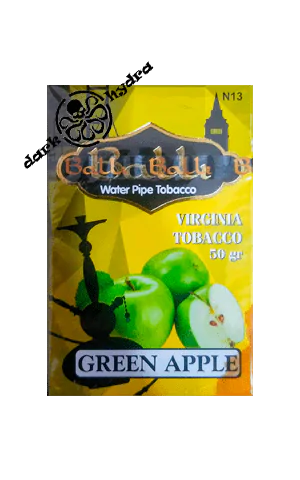 dark hydra
N13
Water Pipe Tobacco
VIRGINIA
TOBACCO
50 gr
GREEN APPLE